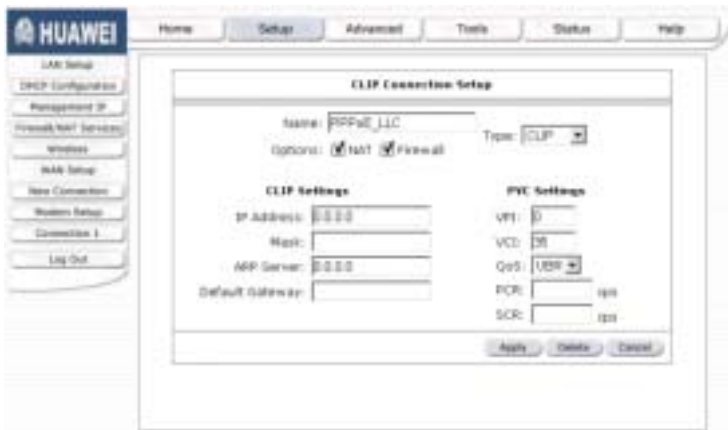 HUAWEI
Home Setup Advanced Tools Status Help
LAN Setup
DHCP Configuration
Management IP
Firewall/NAT Services
Wireless
WAN Setup
New Connection
Modem Setup
Connection 1
Log Out
CLIP Connection Setup
Name: PPPoE_LLC
Type: CLIP
Options: NAT Firewall
CLIP Settings
IP Address: 0.0.0.0
Mask:
ARP Server: 0.0.0.0
Default Gateway:
PVC Settings
VPI: 0
VCI: 35
QoS: UBR
PCR: cps
SCR: cps
Apply Delete Cancel